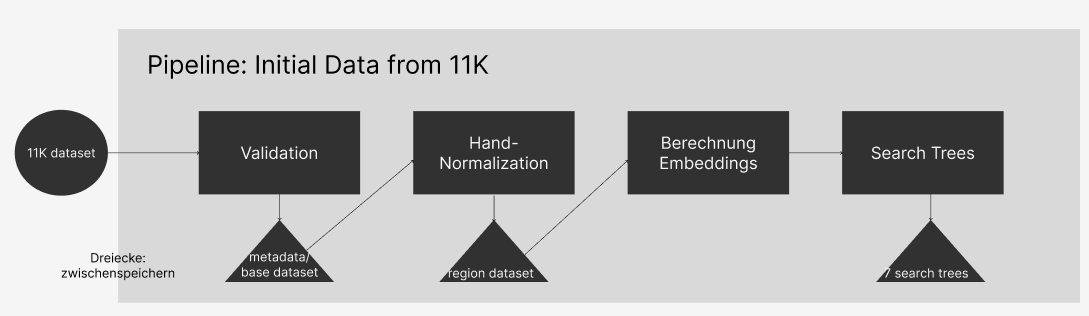 Pipeline: Initial Data from 11K
11K dataset
Validation
Hand-
Normalization
Berechnung
Embeddings
Search Trees
Dreiecke:
zwischenspeichern
metadata/
base dataset
region dataset
7 search trees